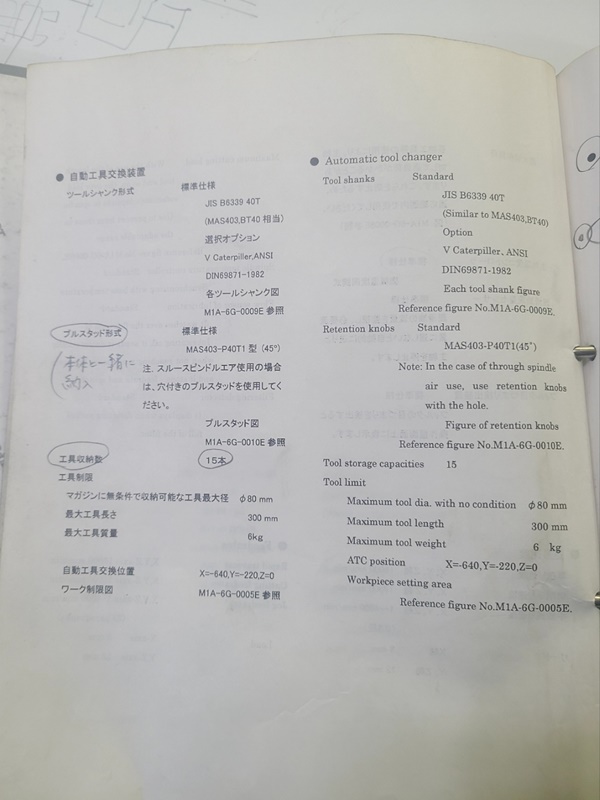 ● 自動工具交換装置
ツールシャンク形式 標準仕様
JIS B6339 40T
(MAS403,BT40 相当)
選択オプション
V Caterpiller,ANSI
DIN69871-1982
各ツールシャンク図
M1A-6G-0009E 参照
プルスタッド形式 標準仕様
MAS403-P40T1 型 (45°)
本体と一緒に
納入
注. スルースピンドルエア使用の場合
は、穴付きのプルスタッドを使用してく
ださい。
プルスタッド図
M1A-6G-0010E 参照
工具収納数 15本
工具制限
マガジンに無条件で収納可能な工具最大径 φ80 mm
最大工具長さ 300 mm
最大工具質量 6kg
自動工具交換位置 X=-640,Y=-220,Z=0
ワーク制限図 M1A-6G-0005E 参照
● Automatic tool changer
Tool shanks Standard
JIS B6339 40T
(Similar to MAS403,BT40)
Option
V Caterpiller、ANSI
DIN69871-1982
Each tool shank figure
Reference figure No.M1A-6G-0009E.
Retention knobs Standard
MAS403-P40T1(45°)
Note: In the case of through spindle
air use, use retention knobs
with the hole.
Figure of retention knobs
Reference figure No.M1A-6G-0010E.
Tool storage capacities 15
Tool limit
Maximum tool dia. with no condition φ80 mm
Maximum tool length 300 mm
Maximum tool weight 6 kg
ATC position X=-640,Y=-220,Z=0
Workpiece setting area
Reference figure No.M1A-6G-0005E.